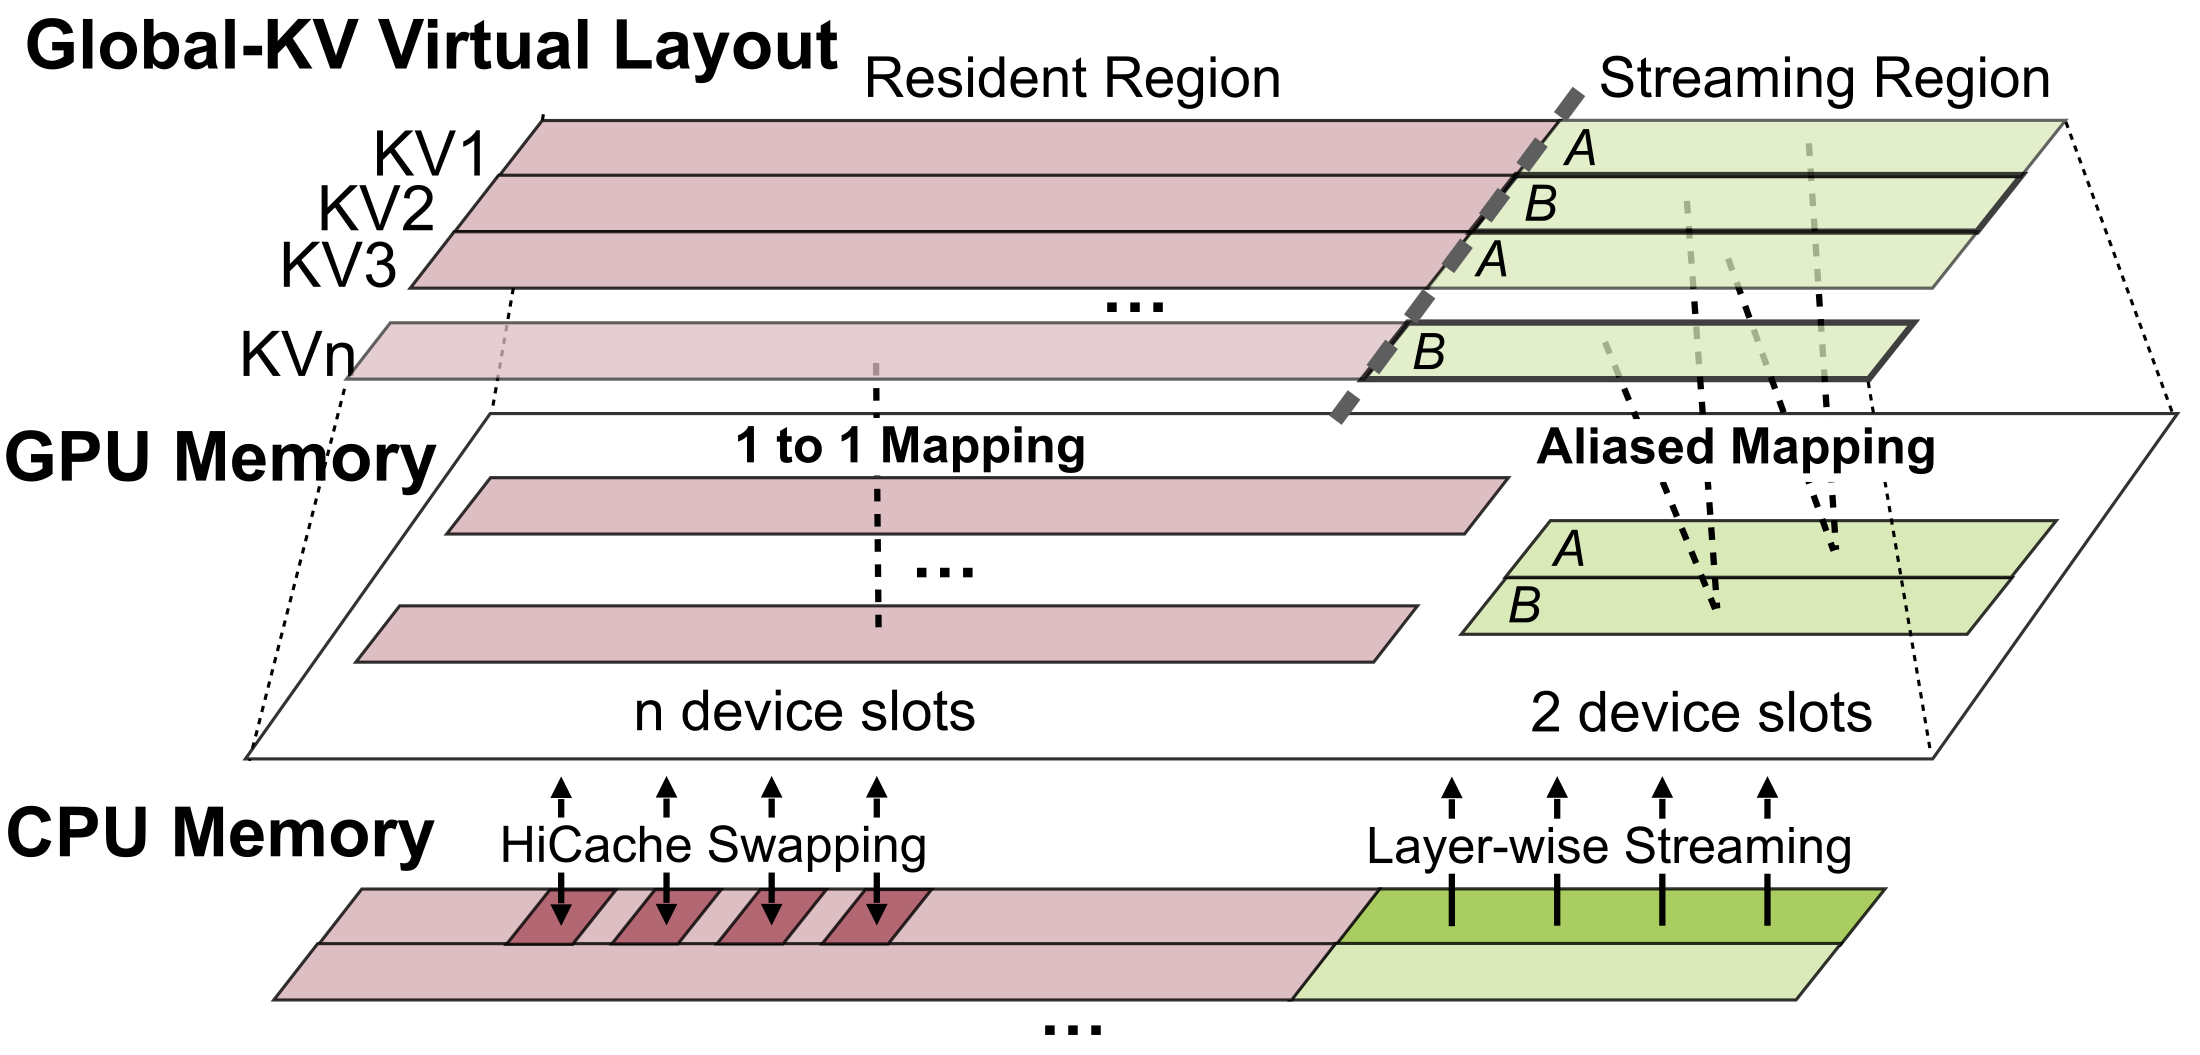 Global-KV Virtual Layout
Resident Region
Streaming Region
KV1
A
KV2
B
KV3
A
...
KVn
B
GPU Memory
1 to 1 Mapping
Aliased Mapping
A
...
B
n device slots
2 device slots
CPU Memory
HiCache Swapping
Layer-wise Streaming
...